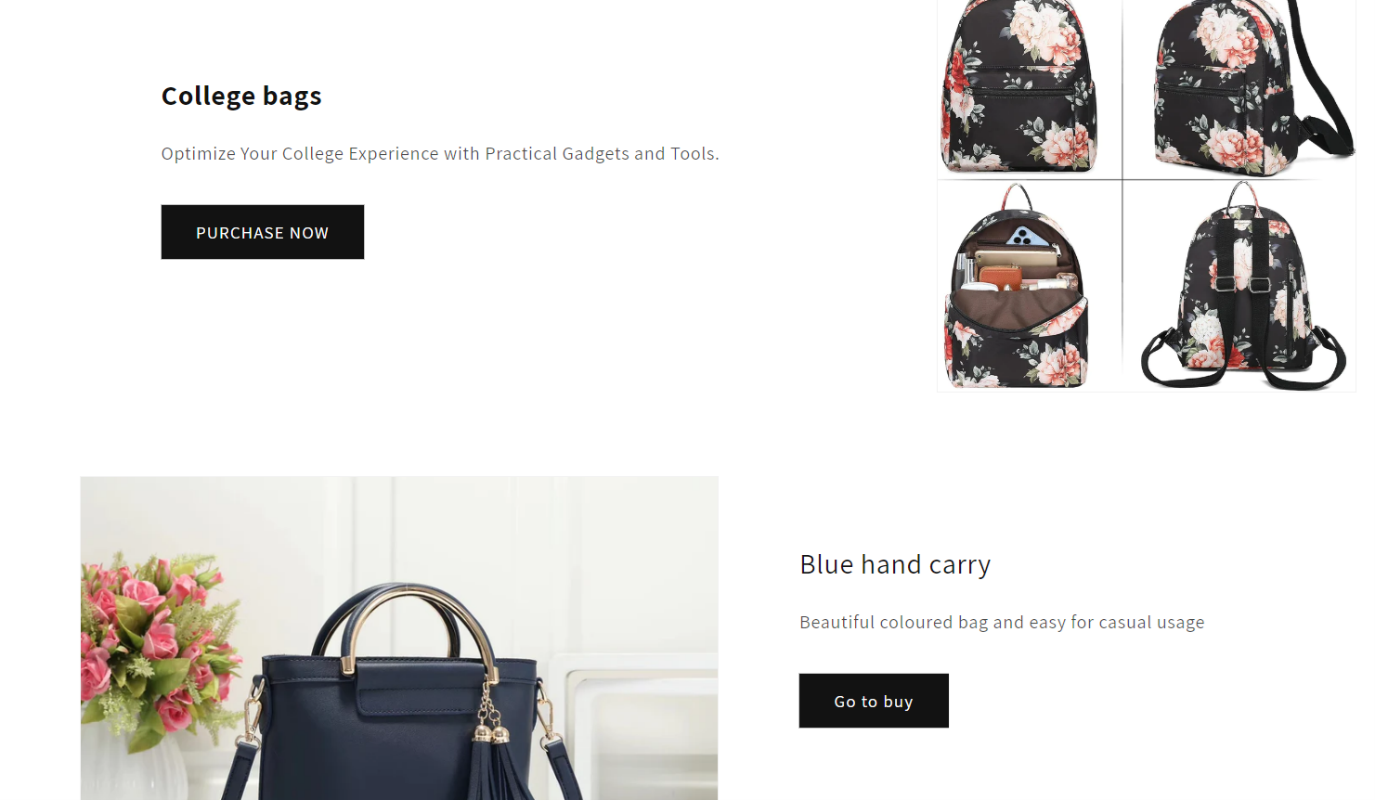 College bags
Optimize Your College Experience with Practical Gadgets and Tools.
PURCHASE NOW
Blue hand carry
Beautiful coloured bag and easy for casual usage
Go to buy